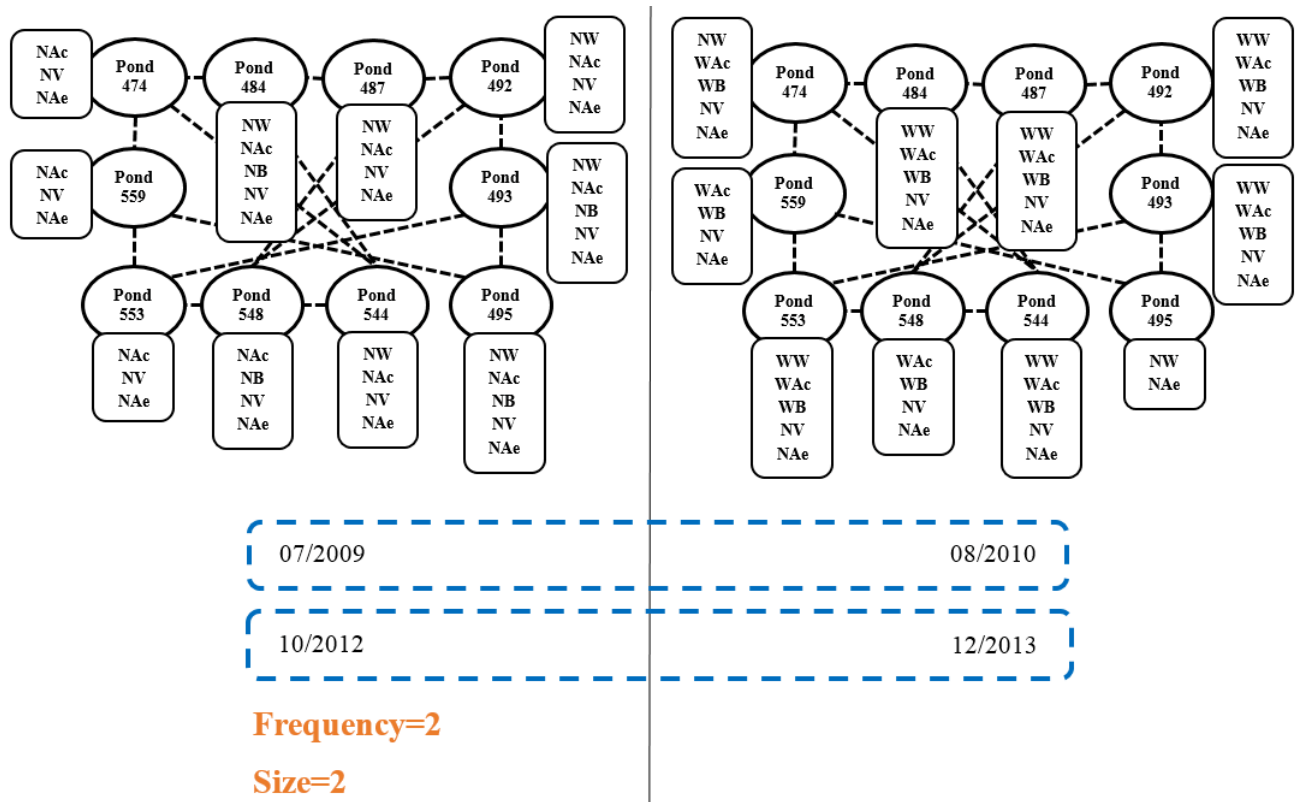 NAc
NV
NAe
Pond
474
Pond
484
NW
NAc
NB
NV
NAe
Pond
487
NW
NAc
NV
NAe
Pond
492
NW
NAc
NV
NAe
NAc
NV
NAe
Pond
559
Pond
493
NW
NAc
NB
NV
NAe
Pond
553
NAc
NV
NAe
Pond
548
NAc
NB
NV
NAe
Pond
544
NW
NAc
NV
NAe
Pond
495
NW
NAc
NB
NV
NAe
NW
WAc
WB
NV
NAe
Pond
474
Pond
484
WW
WAc
WB
NV
NAe
Pond
487
WW
WAc
WB
NV
NAe
Pond
492
WW
WAc
WB
NV
NAe
WAc
WB
NV
NAe
Pond
559
Pond
493
WW
WAc
WB
NV
NAe
Pond
553
WW
WAc
WB
NV
NAe
Pond
548
WAc
WB
NV
NAe
Pond
544
WW
WAc
WB
NV
NAe
Pond
495
NW
NAe
07/2009
08/2010
10/2012
12/2013
Frequency=2
Size=2